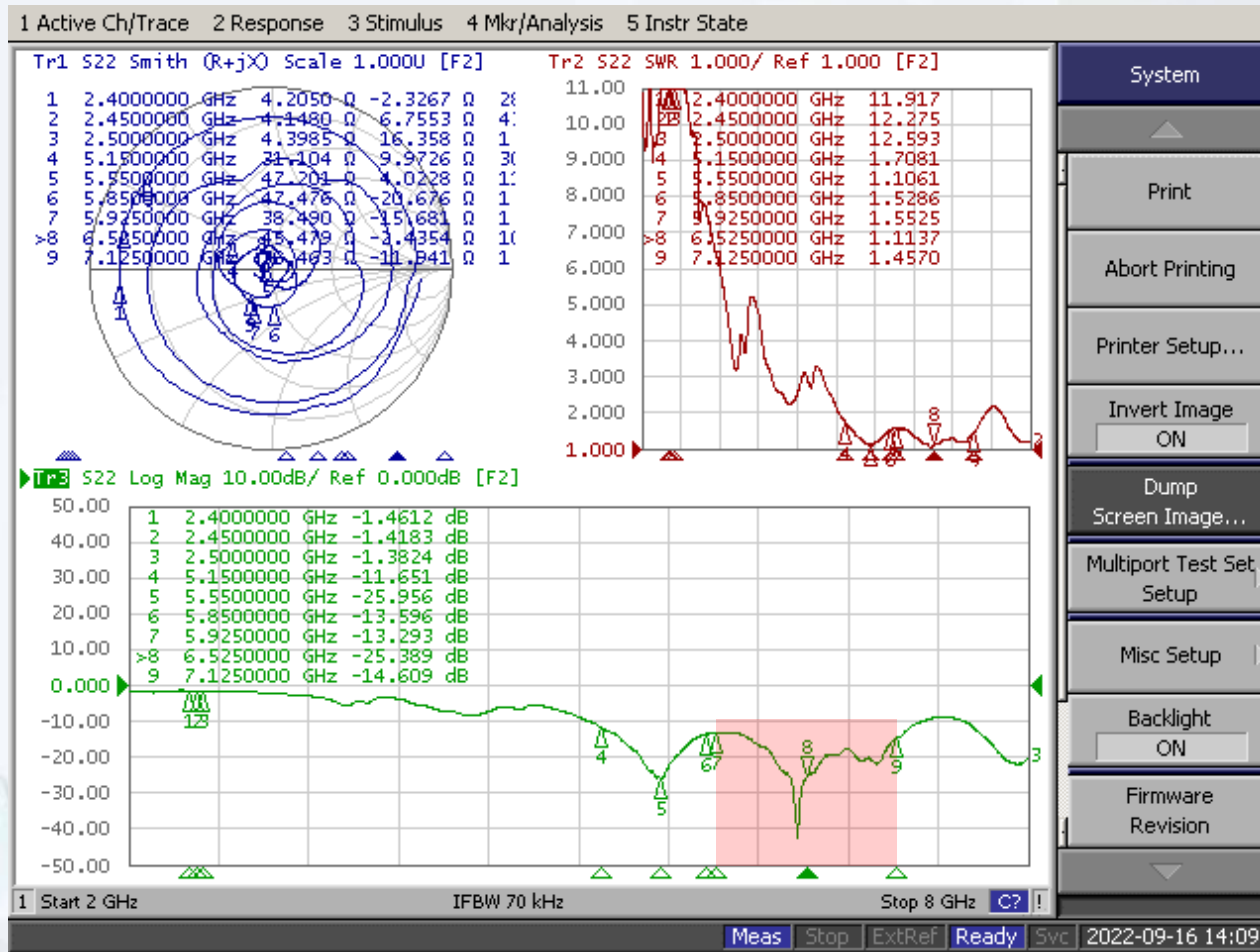 1 Active Ch/Trace 2 Response 3 Stimulus 4 Mkr/Analysis 5 Instr State
Tr1 S22 Smith (R+jX) Scale 1.000U [F2]
1 2.4000000 GHz 4.2050 Ω -2.3267 Ω
2 2.4500000 GHz 4.1480 Ω 6.7553 Ω
3 2.5000000 GHz 4.3985 Ω 16.358 Ω
4 5.1500000 GHz 31.104 Ω 9.9726 Ω
5 5.5500000 GHz 47.201 Ω 4.0228 Ω
6 5.8500000 GHz 47.476 Ω -20.676 Ω
7 5.9250000 GHz 38.490 Ω -15.681 Ω
>8 6.5250000 GHz
9 7.1250000 GHz -11.941 Ω
1
7 6
Tr2 S22 SWR 1.000/ Ref 1.000 [F2]
11.00
10.00
9.000
8.000
7.000
6.000
5.000
4.000
3.000
2.000
1.000
2.4000000 GHz 11.917
2.4500000 GHz 12.275
3 2.5000000 GHz 12.593
4 5.1500000 GHz 1.7081
5 5.5500000 GHz 1.1061
6 5.8500000 GHz 1.5286
7 5.9250000 GHz 1.5525
>8 6.5250000 GHz 1.1137
9 7.1250000 GHz 1.4570
8
2
Tr3 S22 Log Mag 10.00dB/ Ref 0.000dB [F2]
50.00
40.00
30.00
20.00
10.00
0.000
-10.00
-20.00
-30.00
-40.00
-50.00
1 2.4000000 GHz -1.4612 dB
2 2.4500000 GHz -1.4183 dB
3 2.5000000 GHz -1.3824 dB
4 5.1500000 GHz -11.651 dB
5 5.5500000 GHz -25.956 dB
6 5.8500000 GHz -13.596 dB
7 5.9250000 GHz -13.293 dB
>8 6.5250000 GHz -25.389 dB
9 7.1250000 GHz -14.609 dB
123
4
5
67
8
9
3
1 Start 2 GHz IFBW 70 kHz Stop 8 GHz C? !
System
Print
Abort Printing
Printer Setup...
Invert Image
ON
Dump
Screen Image...
Multiport Test Set
Setup
Misc Setup
Backlight
ON
Firmware
Revision
Meas Stop ExtRef Ready Svc 2022-09-16 14:09